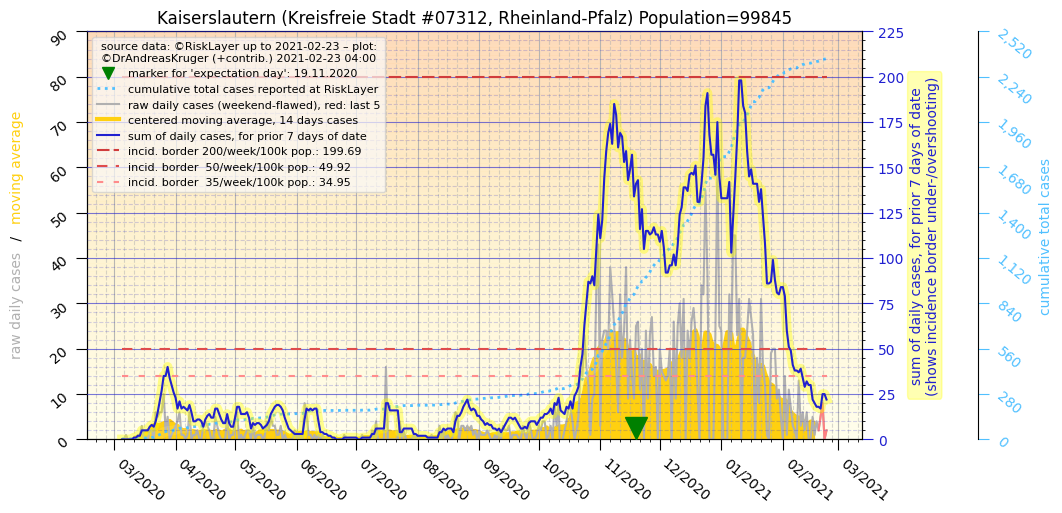 Kaiserslautern (Kreisfreie Stadt #07312, Rheinland-Pfalz) Population=99845
source data: ©RiskLayer up to 2021-02-23 – plot:
©DrAndreasKruger (+contrib.) 2021-02-23 04:00
marker for 'expectation day': 19.11.2020
cumulative total cases reported at RiskLayer
raw daily cases (weekend-flawed), red: last 5
centered moving average, 14 days cases
sum of daily cases, for prior 7 days of date
incid. border 200/week/100k pop.: 199.69
incid. border  50/week/100k pop.: 49.92
incid. border  35/week/100k pop.: 34.95
raw daily cases  /  moving average
90
80
70
60
50
40
30
20
10
0
225
200
175
150
125
100
75
50
25
0
sum of daily cases, for prior 7 days of date
(shows incidence border under-/overshooting)
2,520
2,240
1,960
1,680
1,400
1,120
840
560
280
0
cumulative total cases
03/2020
04/2020
05/2020
06/2020
07/2020
08/2020
09/2020
10/2020
11/2020
12/2020
01/2021
02/2021
03/2021